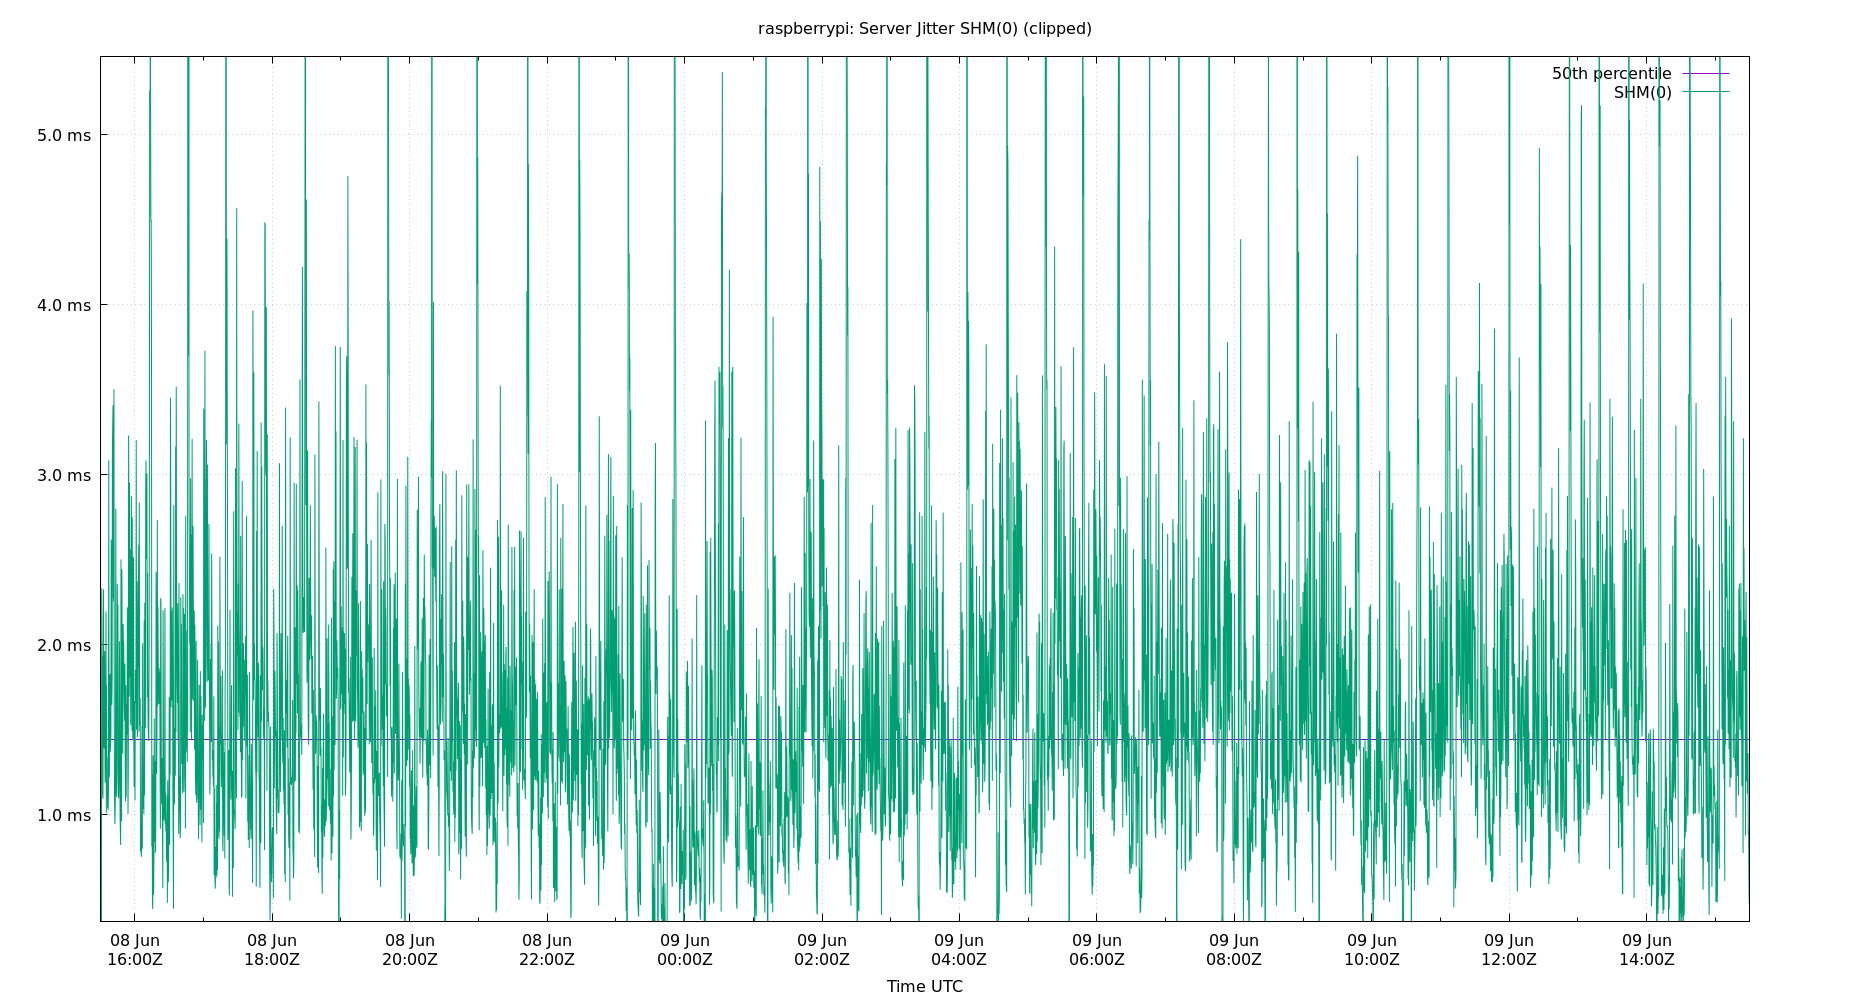 raspberrypi: Server Jitter SHM(0) (clipped)
50th percentile
SHM(0)
5.0 ms
4.0 ms
3.0 ms
2.0 ms
1.0 ms
08 Jun 08 Jun 08 Jun 08 Jun 09 Jun 09 Jun 09 Jun 09 Jun 09 Jun 09 Jun 09 Jun 09 Jun
16:00Z 18:00Z 20:00Z 22:00Z 00:00Z 02:00Z 04:00Z 06:00Z 08:00Z 10:00Z 12:00Z 14:00Z
Time UTC